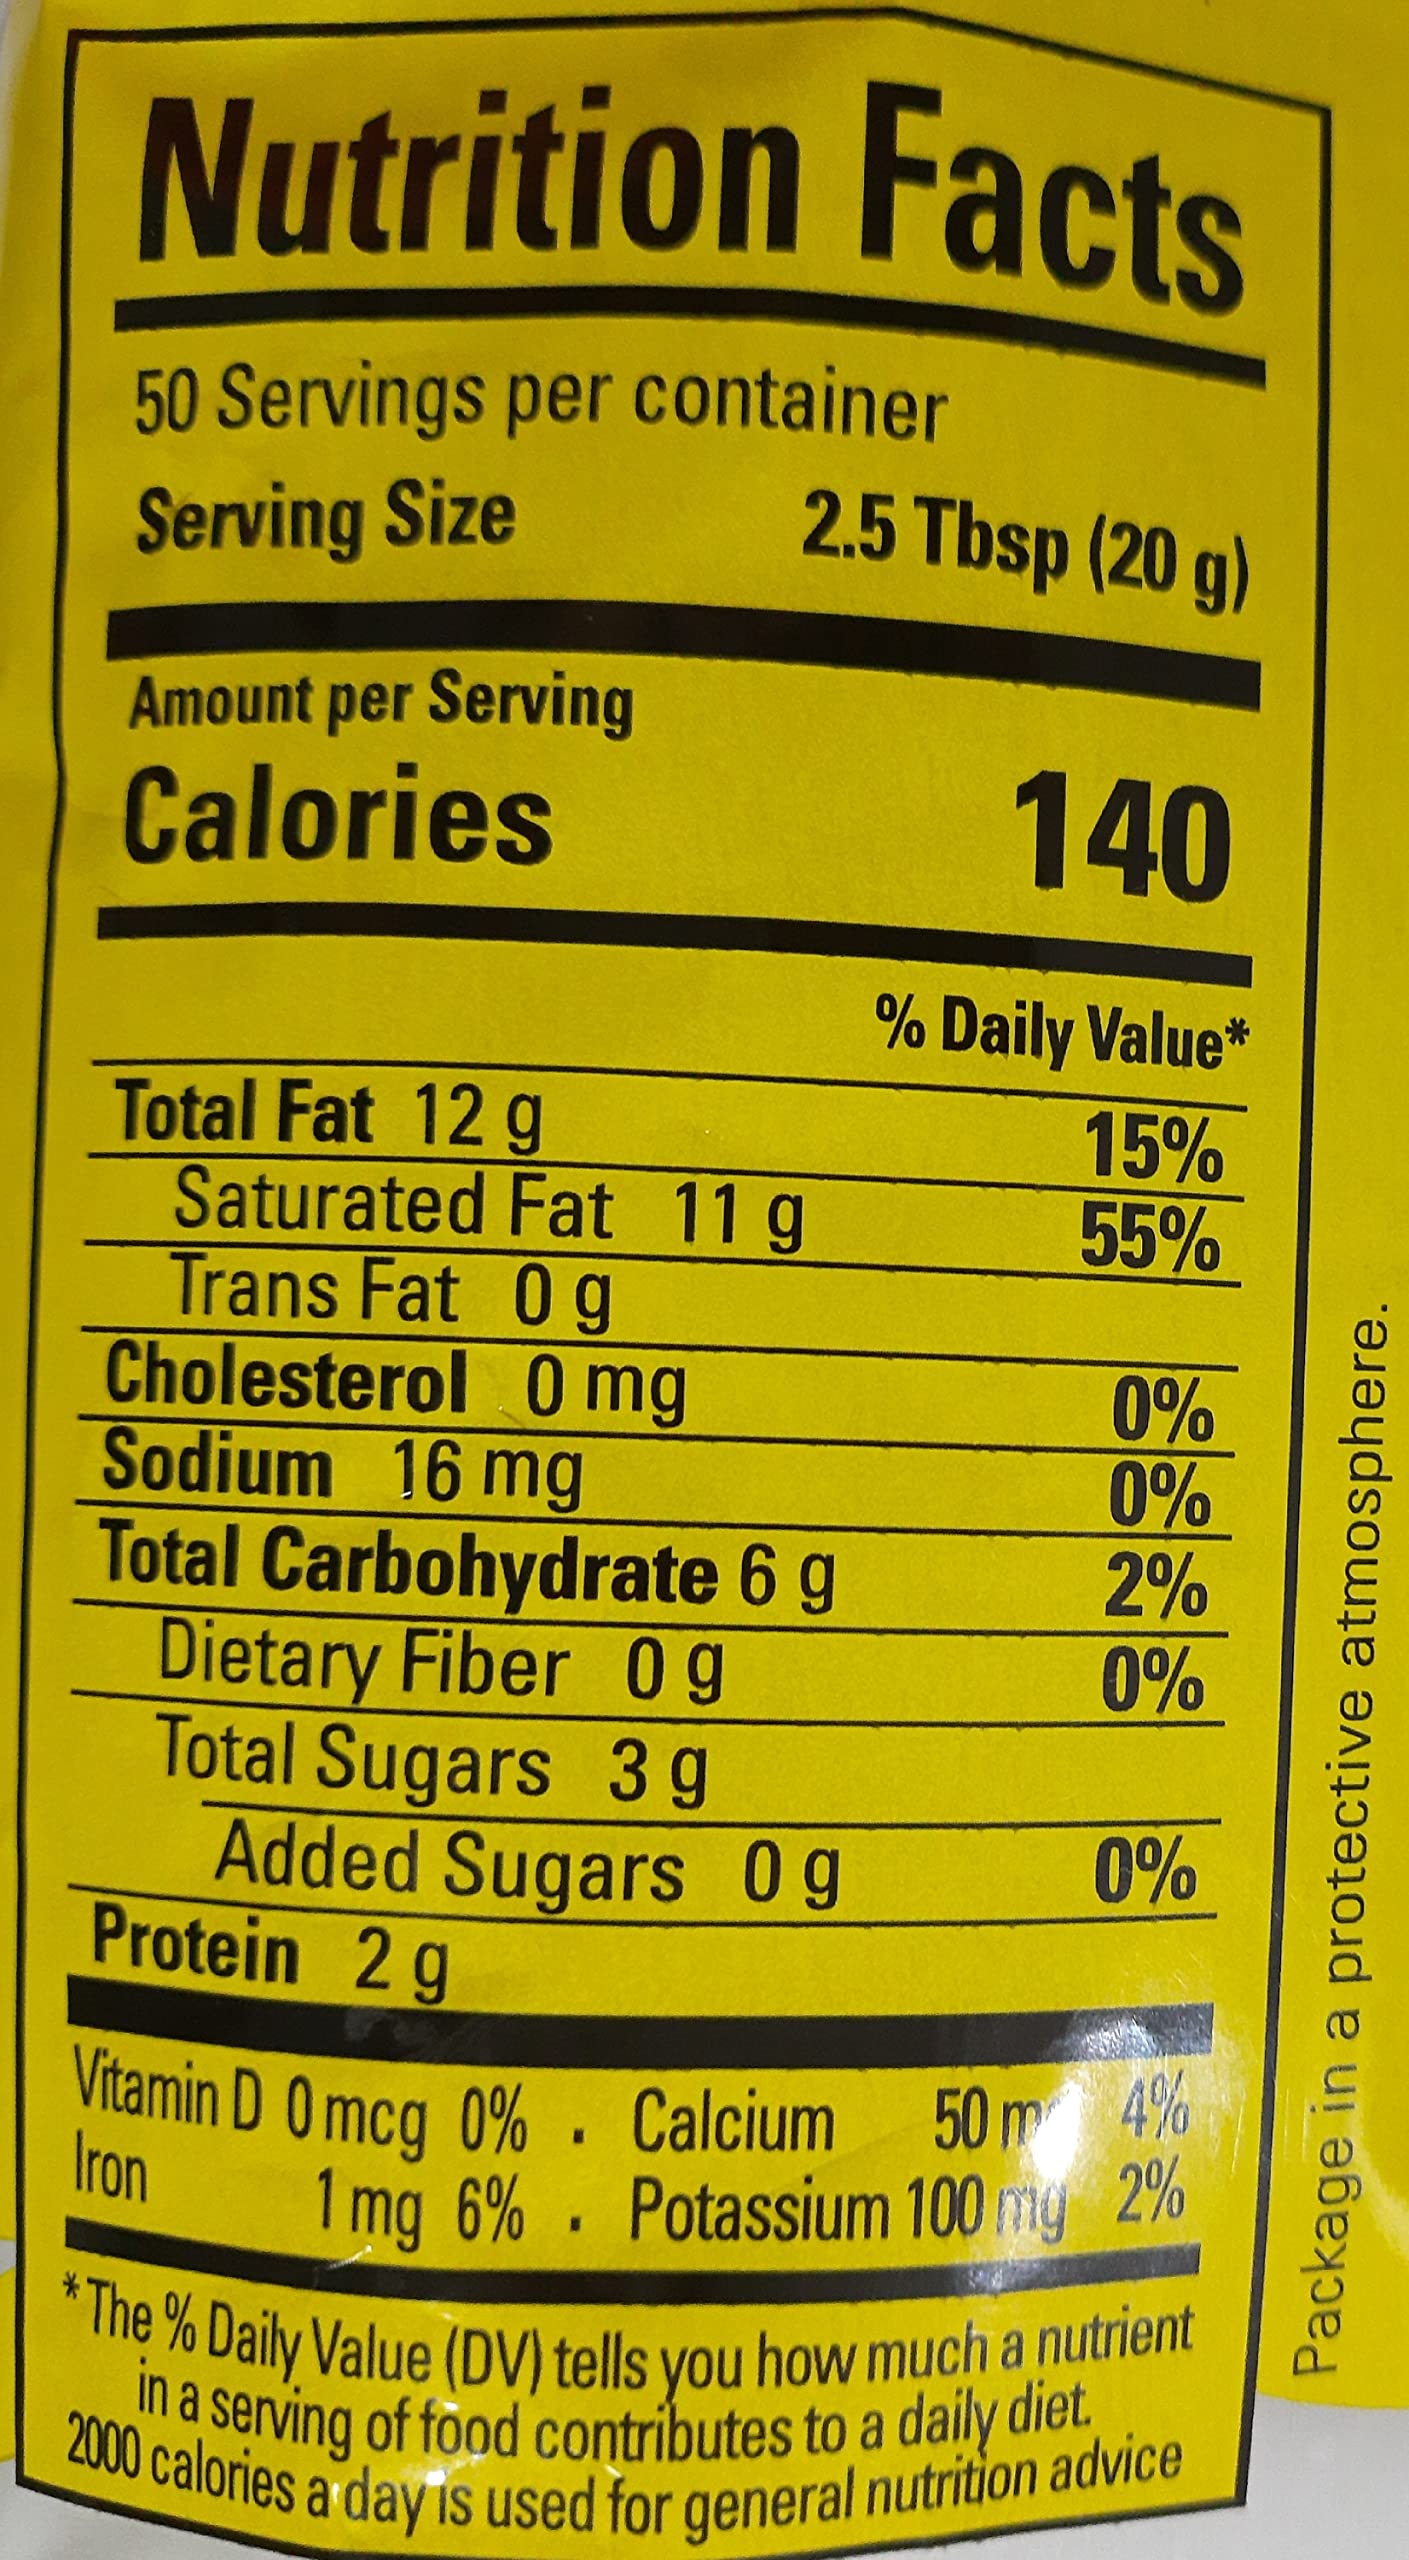 Nutrition Facts
50 Servings per container
Serving Size 2.5 Tbsp (20 g)
Amount per Serving
Calories 140
% Daily Value*
Total Fat 12 g 15%
Saturated Fat 11 g 55%
Trans Fat 0 g
Cholesterol 0 mg 0%
Sodium 16 mg 0%
Total Carbohydrate 6 g 2%
Dietary Fiber 0 g 0%
Total Sugars 3 g
Added Sugars 0 g 0%
Protein 2 g
Vitamin D 0 mcg 0% . Calcium 50 mg 4%
Iron 1 mg 6% . Potassium 100 mg 2%
* The % Daily Value (DV) tells you how much a nutrient
in a serving of food contributes to a daily diet.
2000 calories a day is used for general nutrition advice
Package in a protective atmosphere.